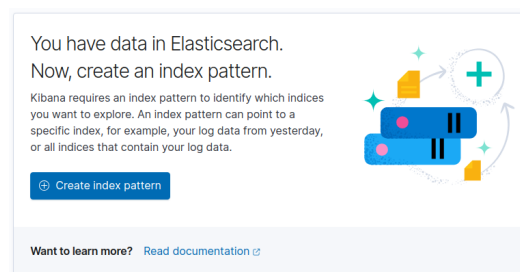 You have data in Elasticsearch.
Now, create an index pattern.
Kibana requires an index pattern to identify which indices
you want to explore. An index pattern can point to a
specific index, for example, your log data from yesterday,
or all indices that contain your log data.
Create index pattern
Want to learn more? Read documentation